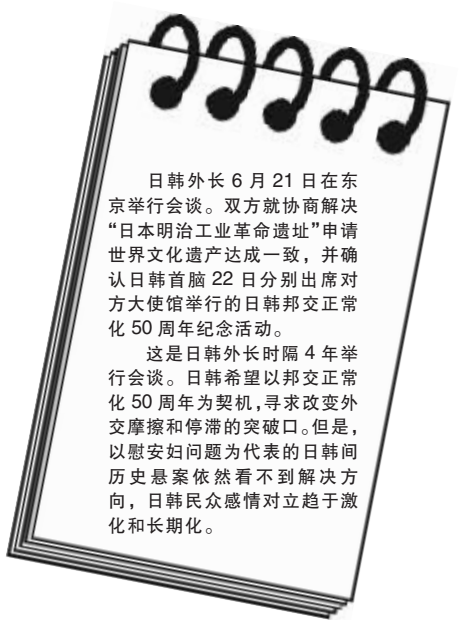 日韩外长 6 月 21 日在东
京举行会谈。双方就协商解决
“日本明治工业革命遗址”申请
世界文化遗产达成一致，并确
认日韩首脑 22 日分别出席对
方大使馆举行的日韩邦交正常
化 50 周年纪念活动。
这是日韩外长时隔 4 年举
行会谈。日韩希望以邦交正常
化 50 周年为契机，寻求改变外
交摩擦和停滞的突破口。但是，
以慰安妇问题为代表的日韩间
历史悬案依然看不到解决方
向，日韩民众感情对立趋于激
化和长期化。